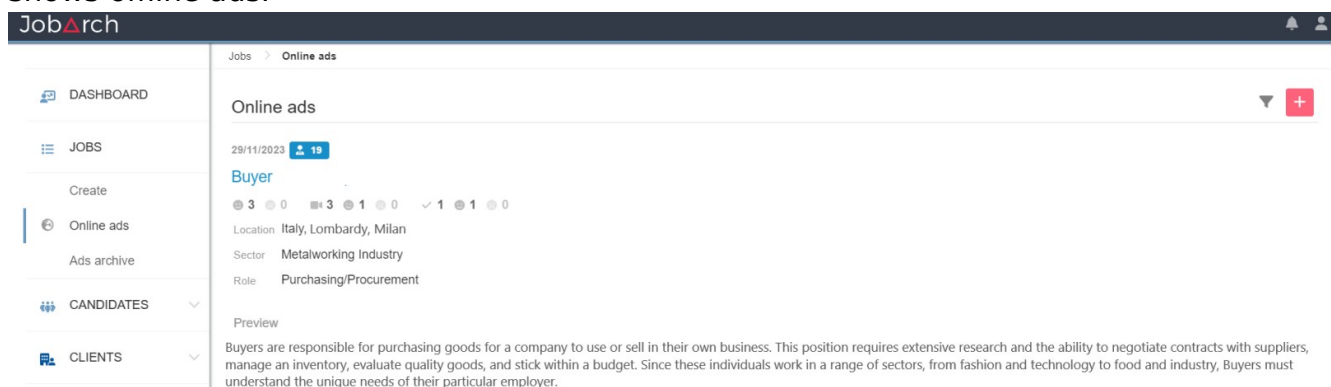 Shows online ads.
JobArch
Jobs > Online ads
DASHBOARD
JOBS
Create
Online ads
Ads archive
CANDIDATES
CLIENTS
Online ads
+
29/11/2023 19
Buyer
3 0 3 1 0 1 1 0
Location Italy, Lombardy, Milan
Sector Metalworking Industry
Role Purchasing/Procurement
Preview
Buyers are responsible for purchasing goods for a company to use or sell in their own business. This position requires extensive research and the ability to negotiate contracts with suppliers,
manage an inventory, evaluate quality goods, and stick within a budget. Since these individuals work in a range of sectors, from fashion and technology to food and industry, Buyers must
understand the unique needs of their particular employer.